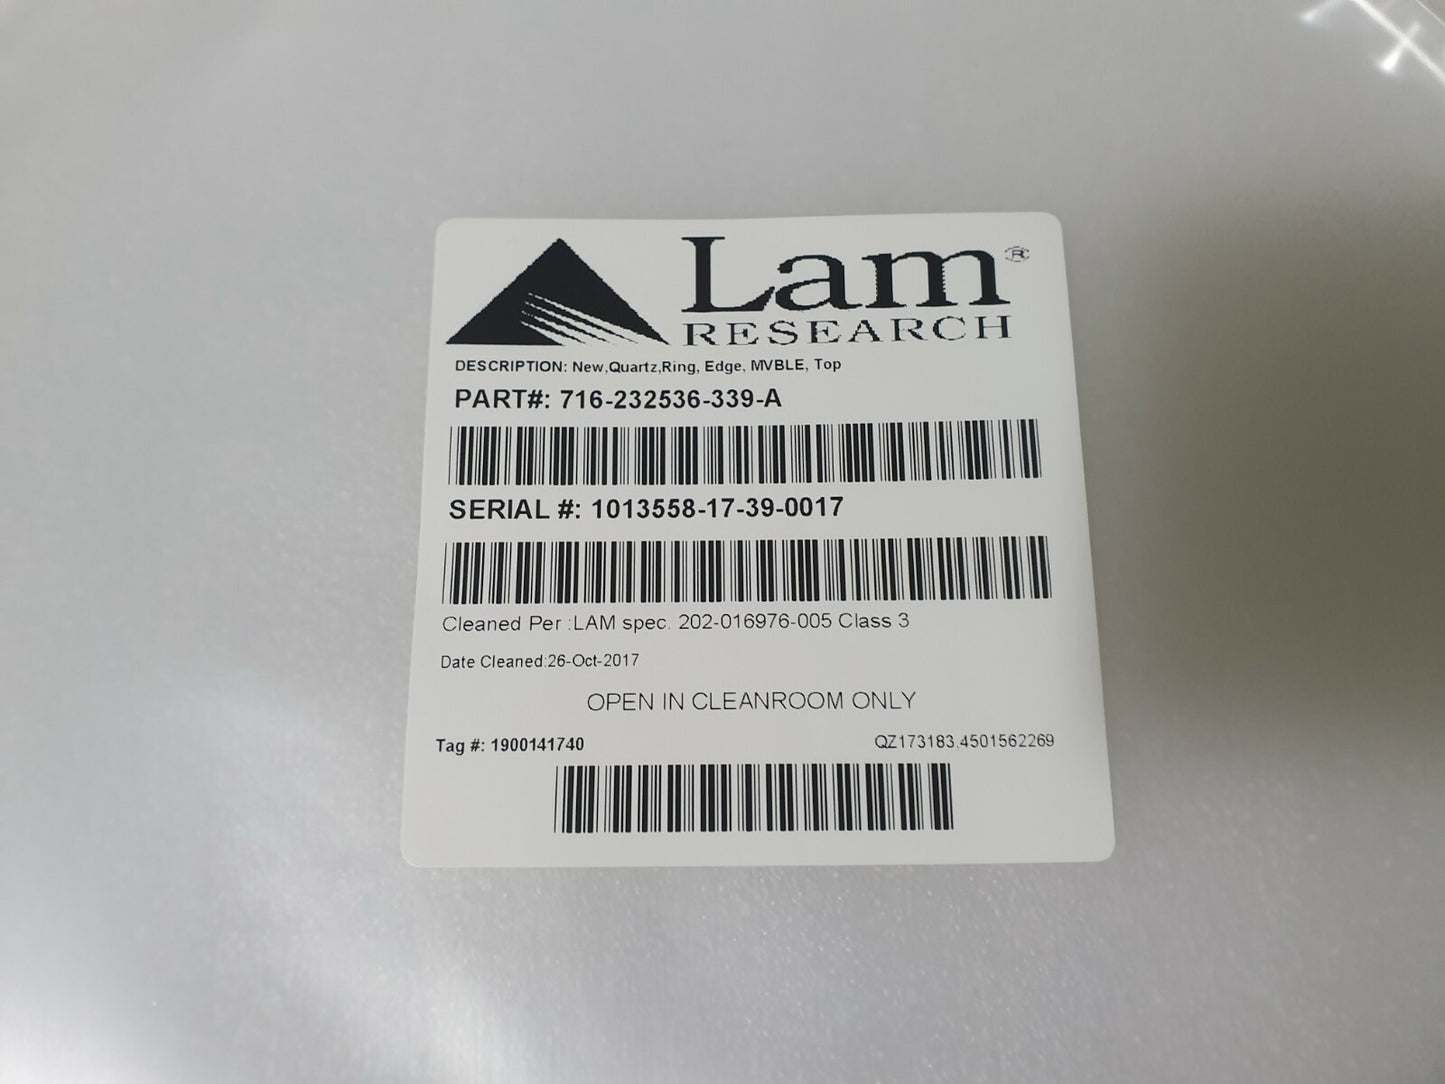 Lam®
RESEARCH
DESCRIPTION: New,Quartz,Ring, Edge, MVBLE, Top
PART#: 716-232536-339-A
SERIAL #: 1013558-17-39-0017
Cleaned Per :LAM spec. 202-016976-005 Class 3
Date Cleaned:26-Oct-2017
OPEN IN CLEANROOM ONLY
Tag #: 1900141740
QZ173183,4501562269